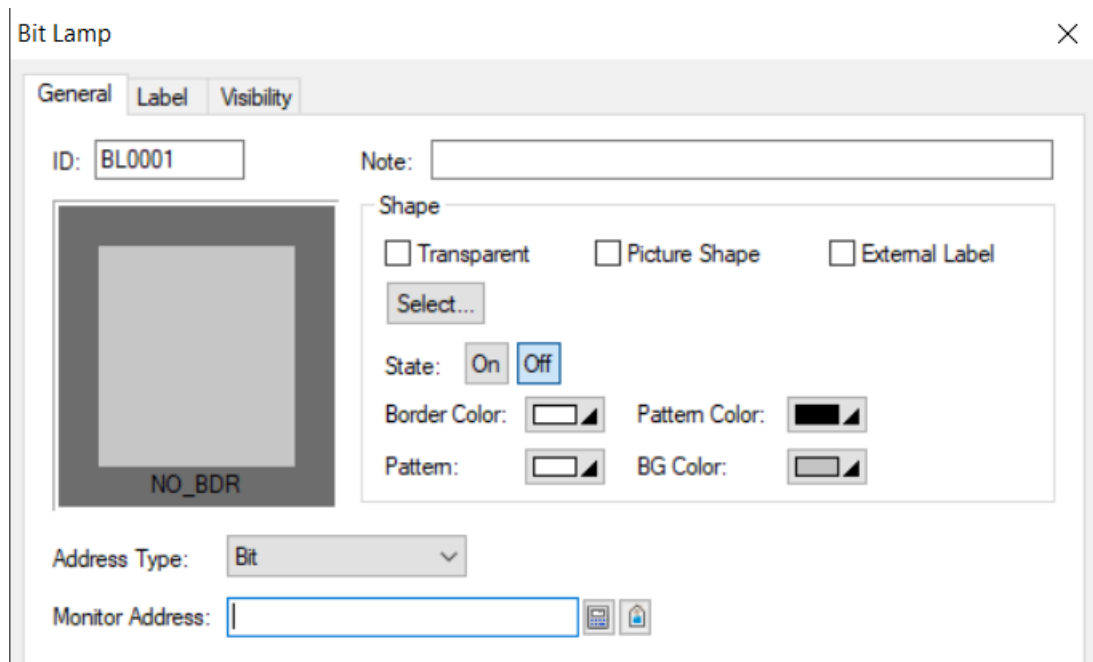 Bit Lamp
General Label Visibility
ID: BL0001 Note:
Shape
Transparent Picture Shape External Label
Select...
State: On Off
Border Color: Pattern Color:
Pattern: BG Color:
NO_BDR
Address Type: Bit
Monitor Address: